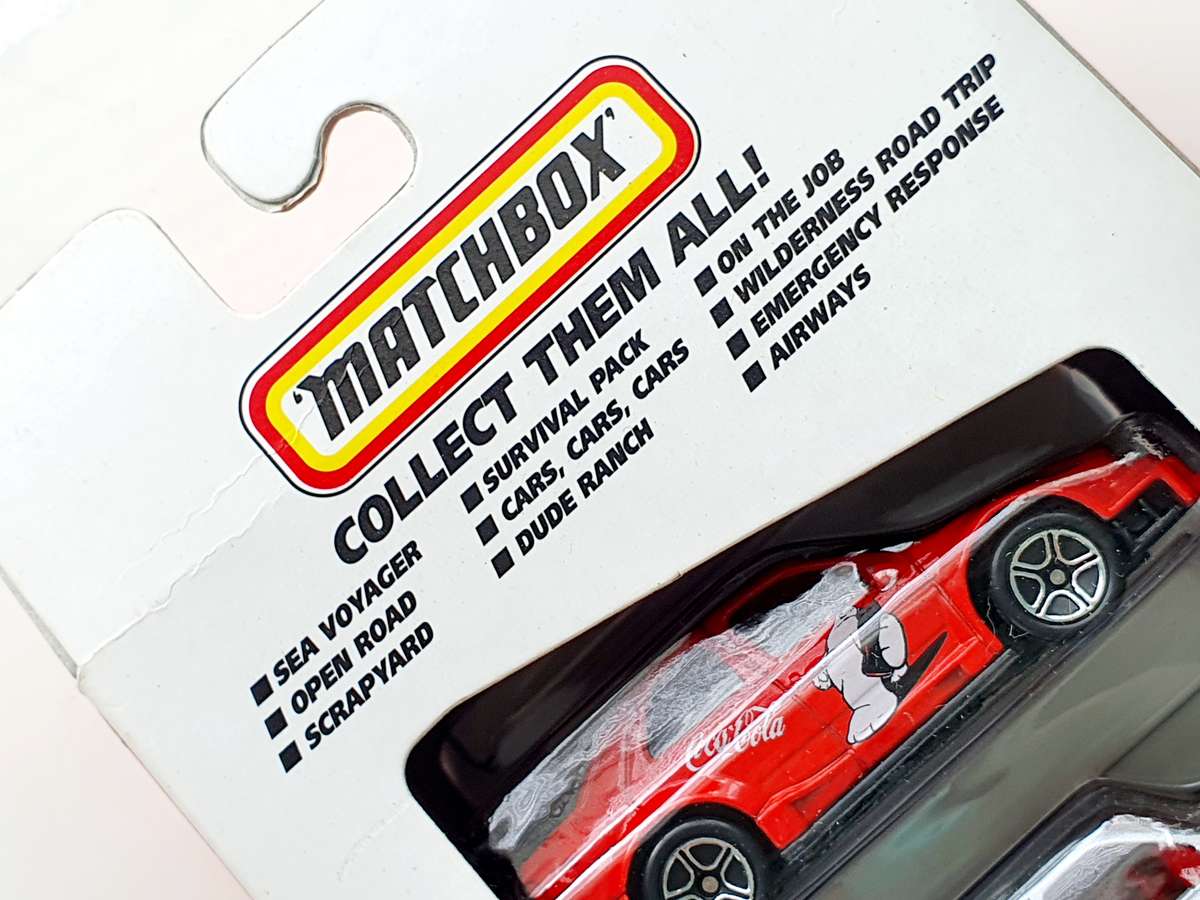 'MATCHBOX'
COLLECT THEM ALL!
■ SEA VOYAGER
■ OPEN ROAD
■ SCRAPYARD
■ SURVIVAL PACK
■ CARS, CARS, CARS
■ DUDE RANCH
■ ON THE JOB
■ WILDERNESS ROAD TRIP
■ EMERGENCY RESPONSE
■ AIRWAYS
Coca-Cola